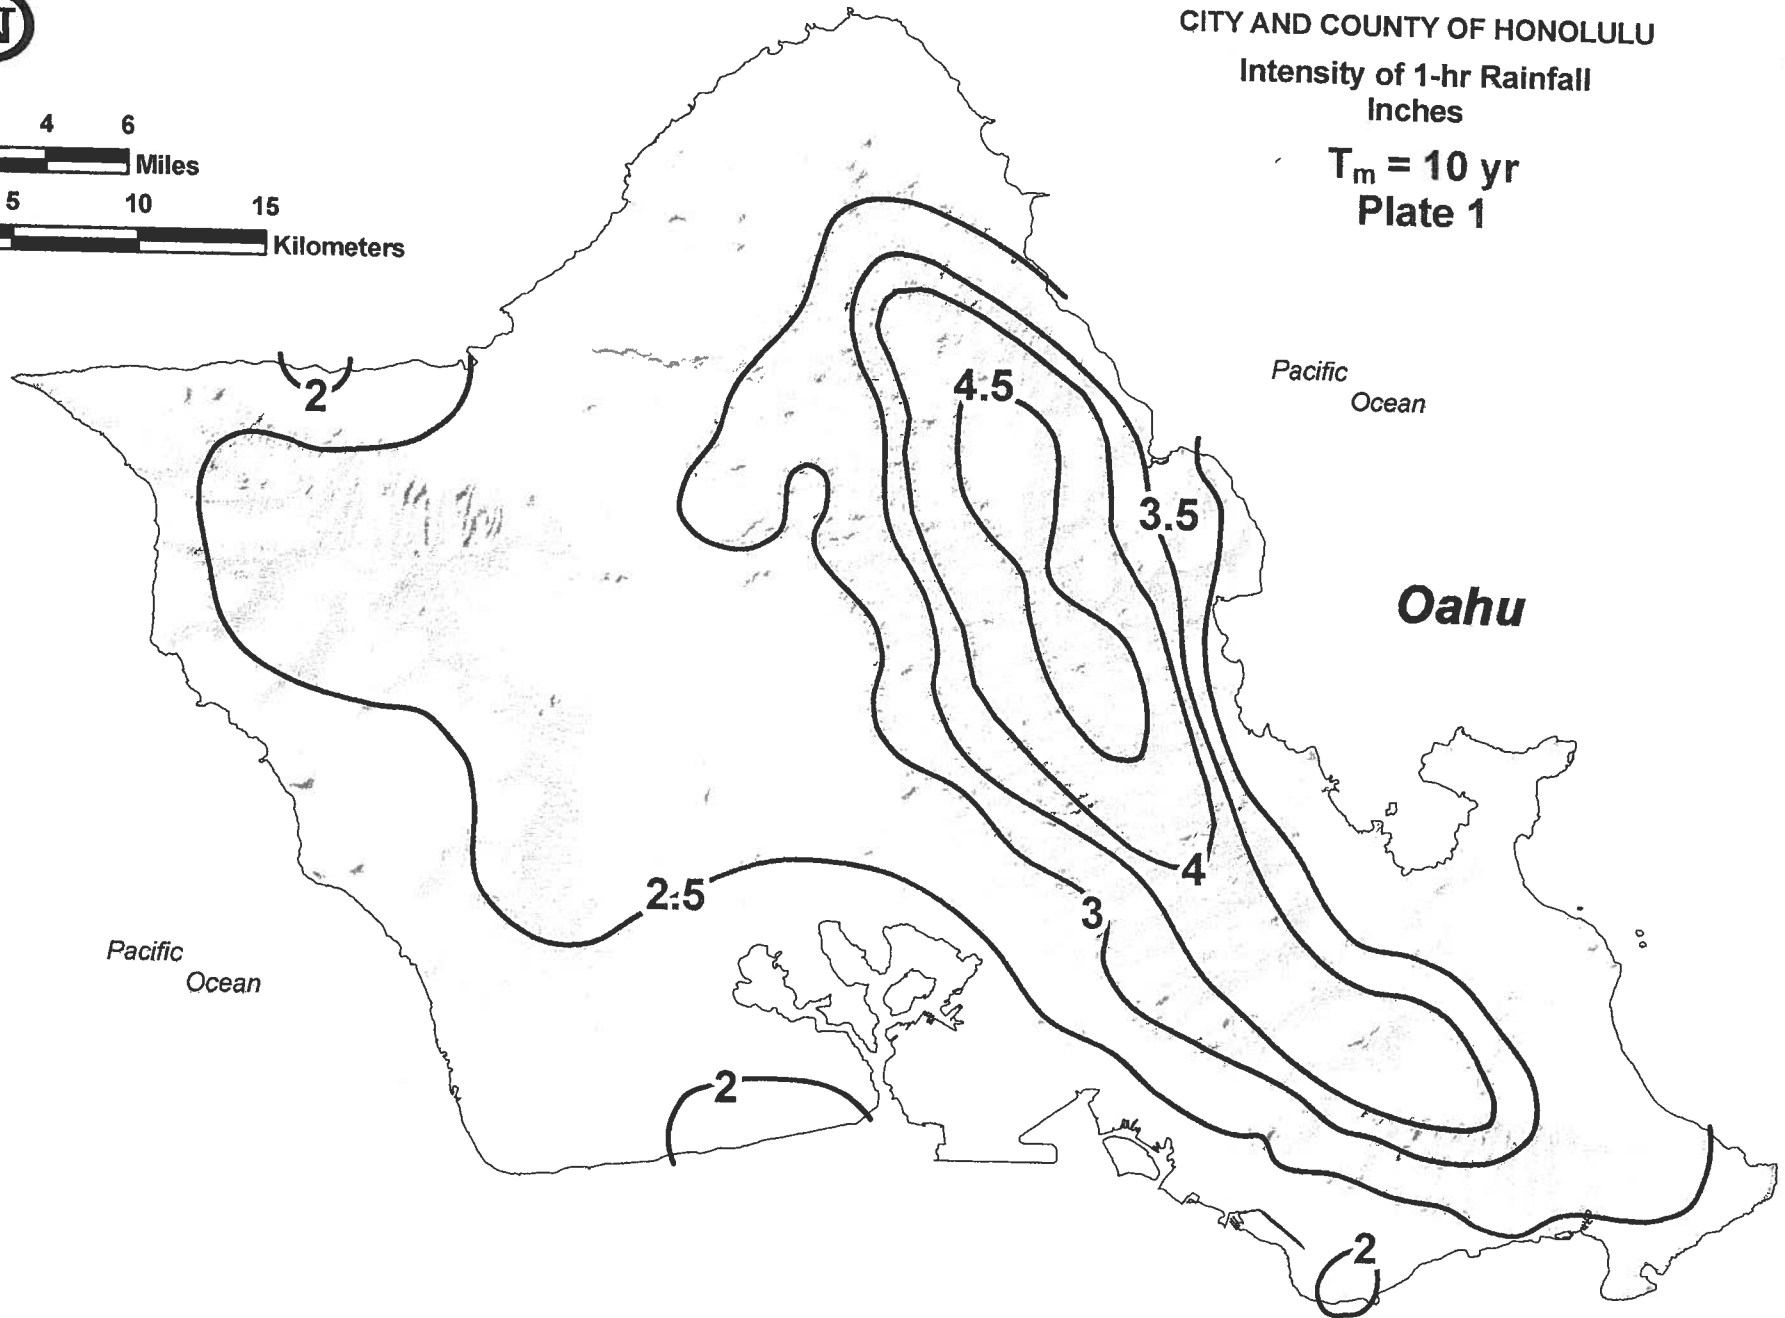 N
CITY AND COUNTY OF HONOLULU
Intensity of 1-hr Rainfall
Inches
Tm = 10 yr
Plate 1
4 6
Miles
5 10 15
Kilometers
2
4.5
Pacific
Ocean
3.5
Oahu
4
2.5
3
Pacific
Ocean
2
2